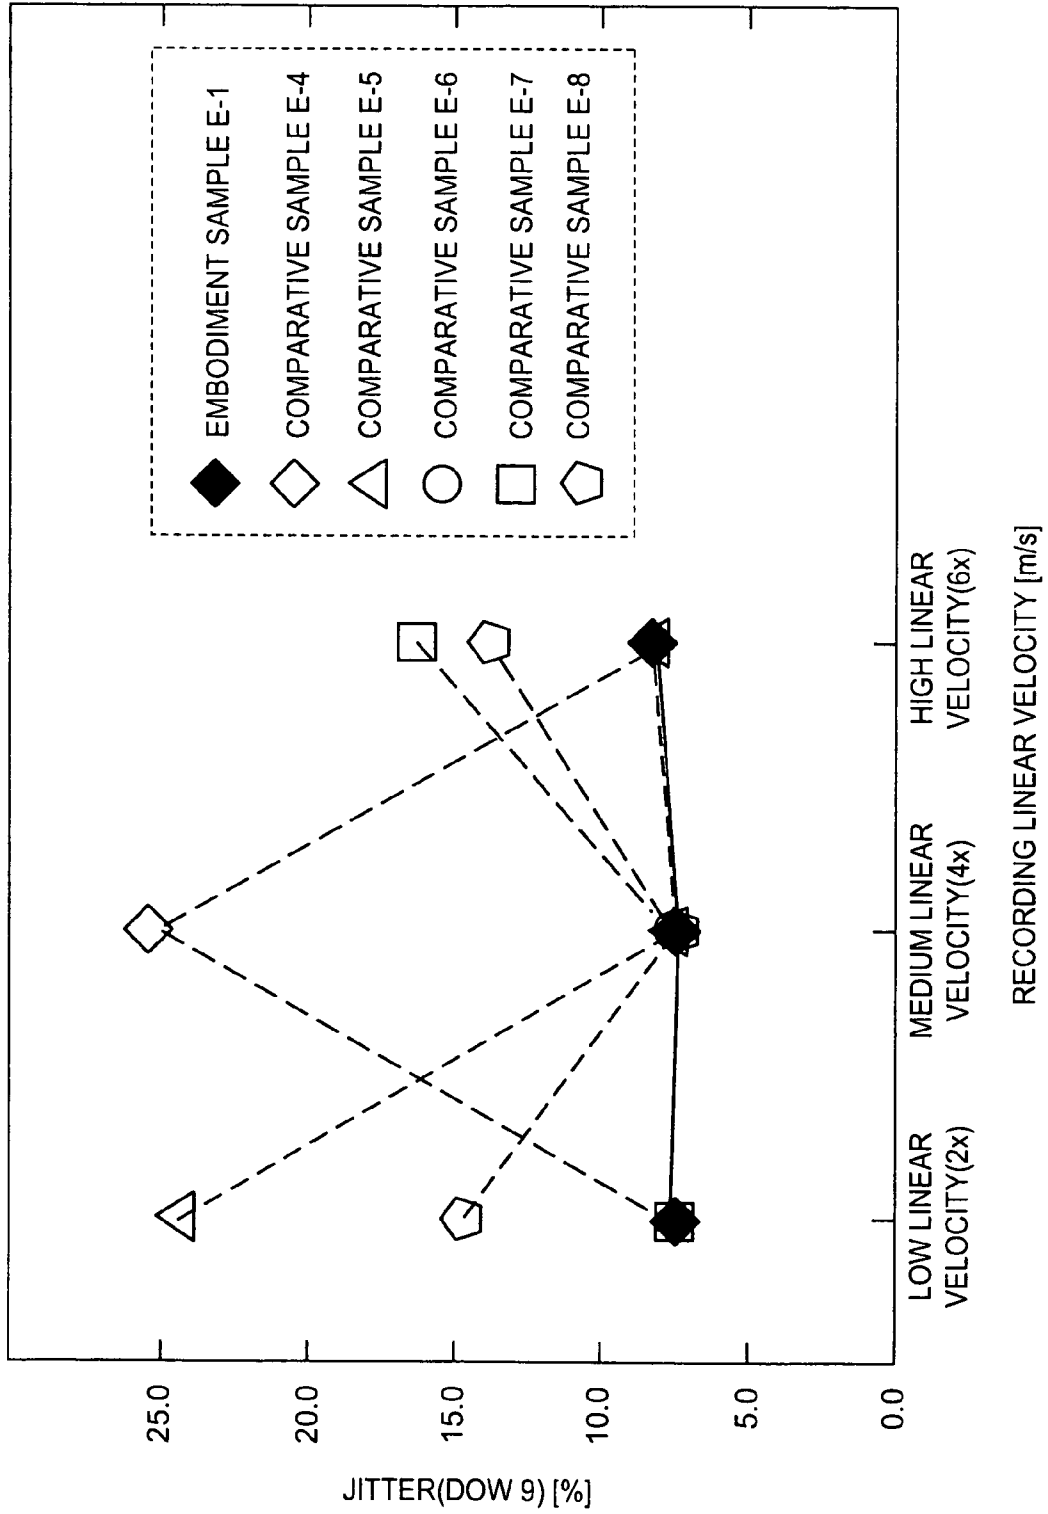 JITTER(DOW 9) [%]
25.0
20.0
15.0
10.0
5.0
0.0
EMBODIMENT SAMPLE E-1
COMPARATIVE SAMPLE E-4
COMPARATIVE SAMPLE E-5
COMPARATIVE SAMPLE E-6
COMPARATIVE SAMPLE E-7
COMPARATIVE SAMPLE E-8
LOW LINEAR
VELOCITY(2x)
MEDIUM LINEAR
VELOCITY(4x)
HIGH LINEAR
VELOCITY(6x)
RECORDING LINEAR VELOCITY [m/s]